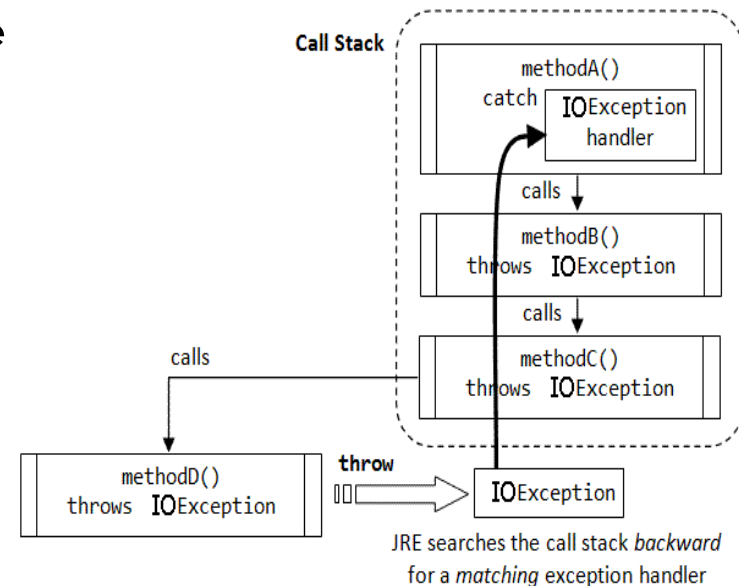 e
Call Stack
methodA()
catch
IOException
handler
calls
methodB()
throws IOException
calls
methodC()
throws IOException
calls
methodD()
throws IOException
throw
IOException
JRE searches the call stack backward
for a matching exception handler